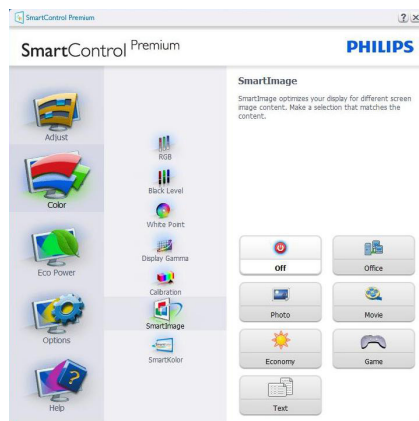 SmartControl Premium
SmartControl Premium
PHILIPS
Adjust
Color
Eco Power
Options
Help
RGB
Black Level
White Point
Display Gamma
Calibration
SmartImage
SmartKolor
SmartImage
SmartImage optimizes your display for different screen
image content. Make a selection that matches the
content.
Off
Office
Photo
Movie
Economy
Game
Text